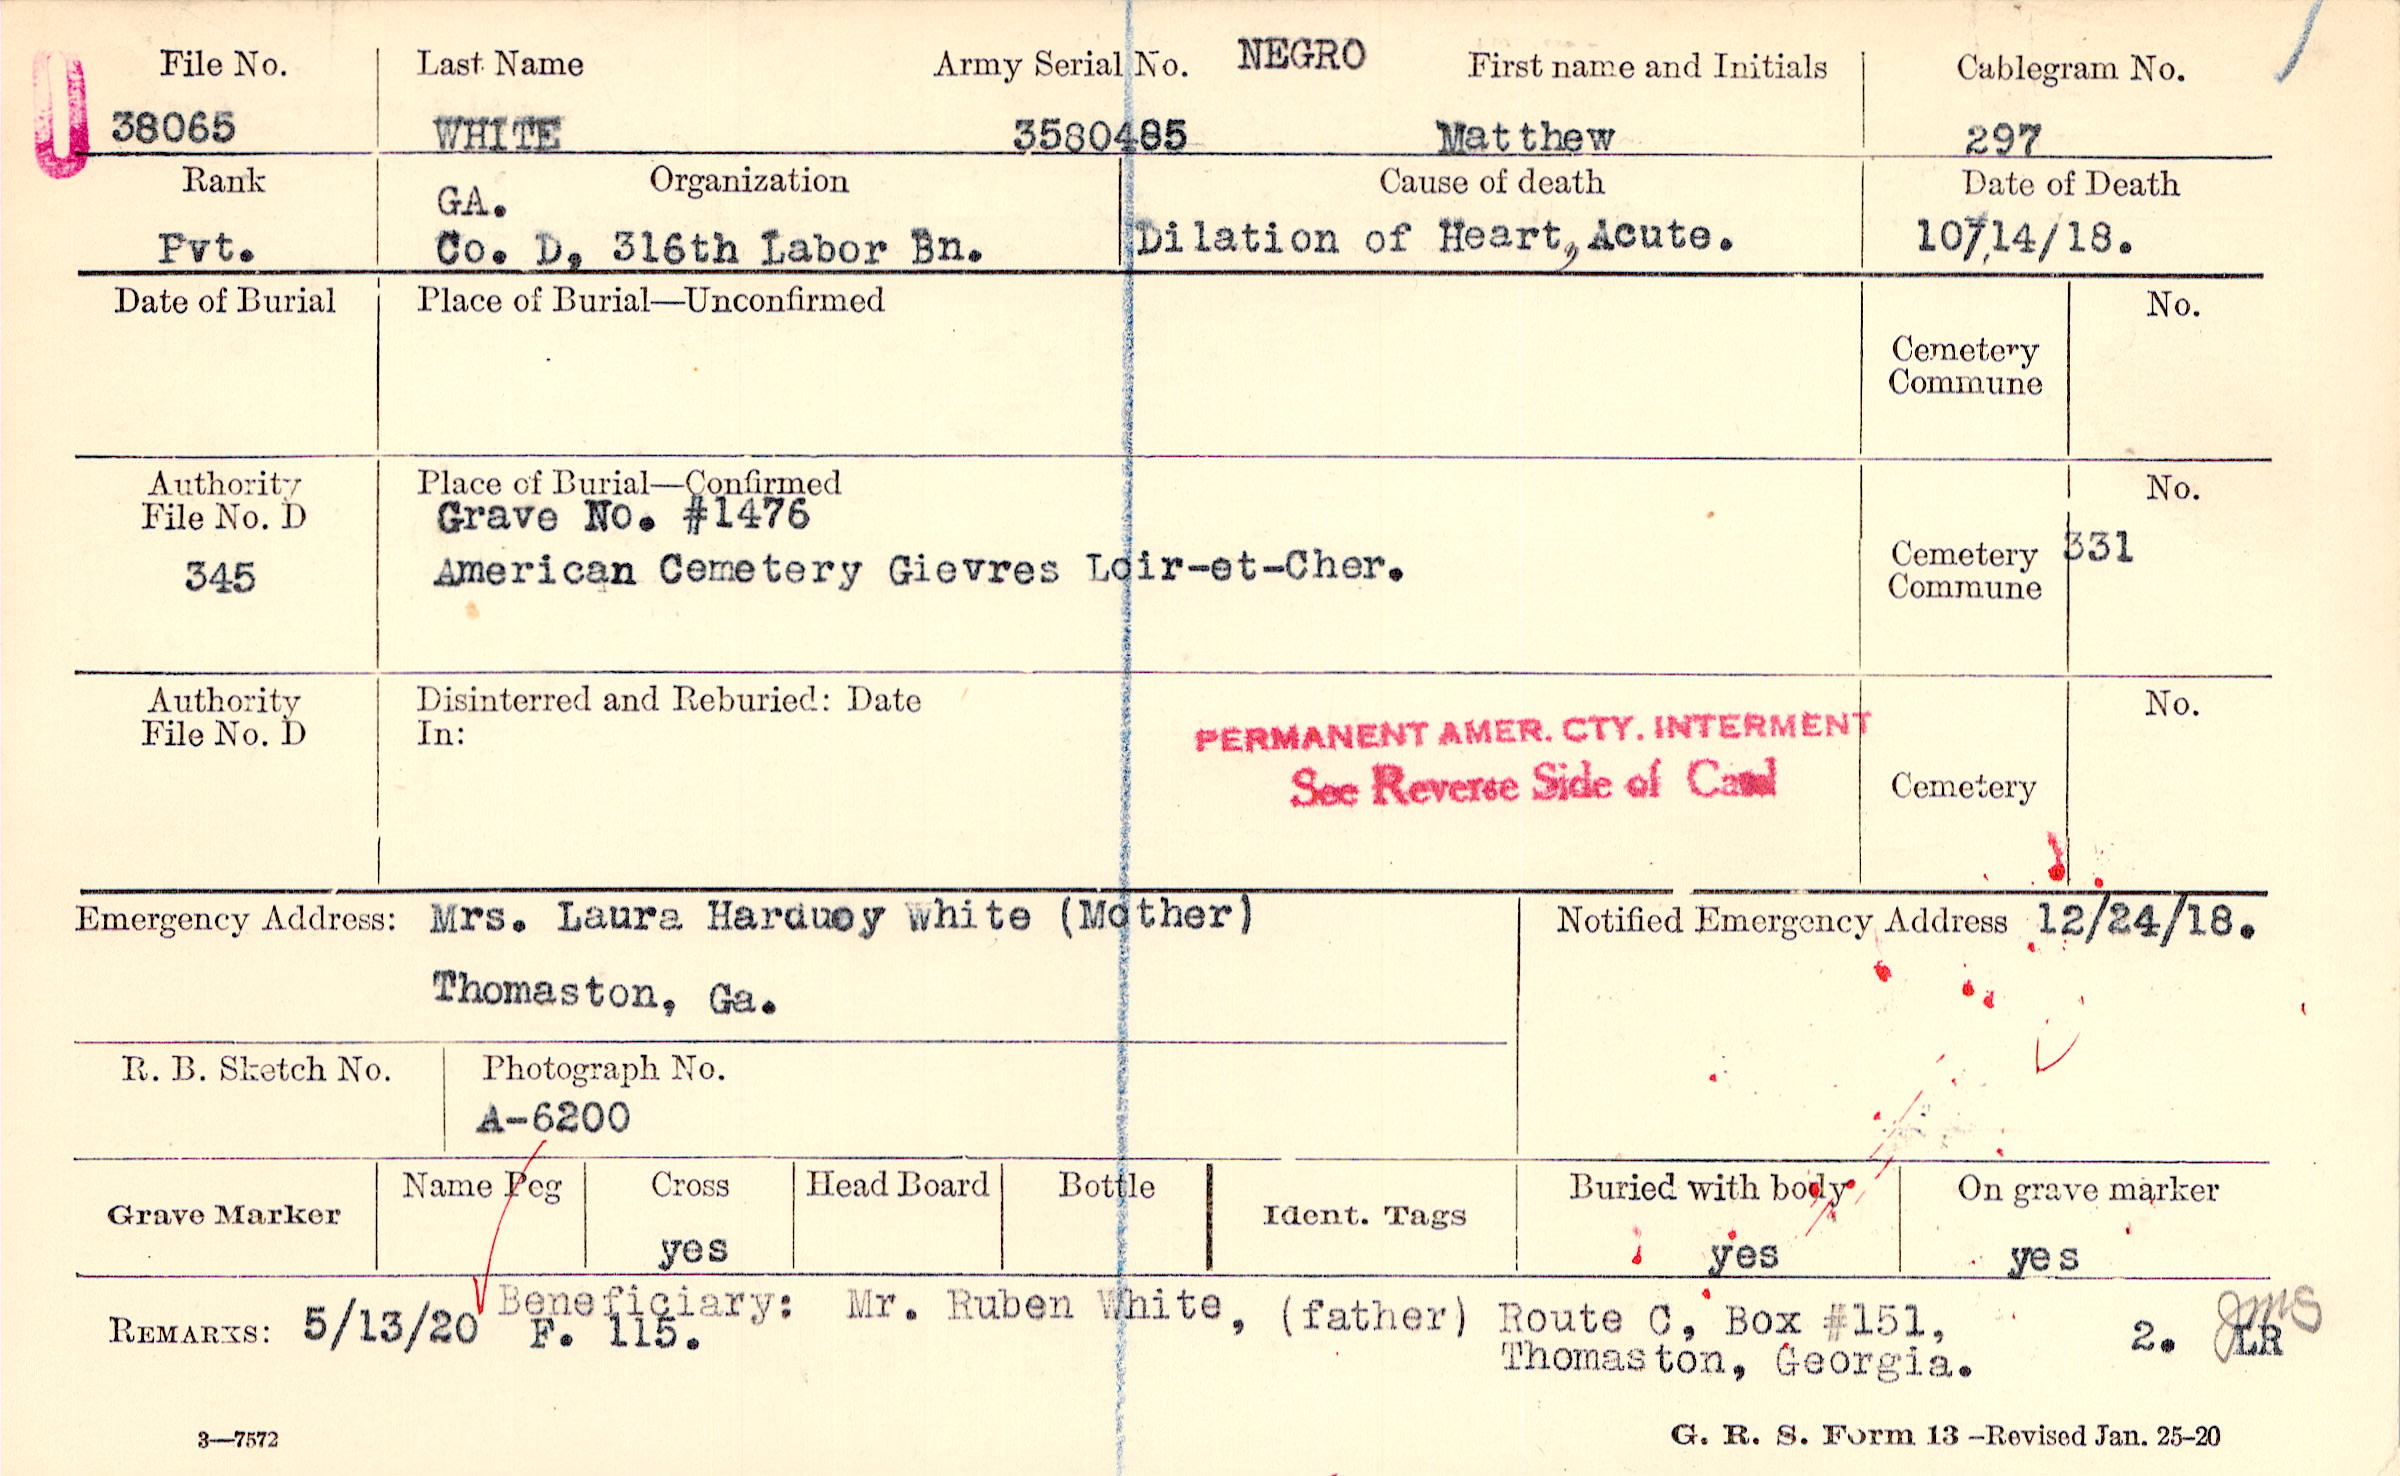 File No. Last Name Army Serial No. NEGRO First name and Initials Cablegram No.
38065 WHITE 3580485 Matthew 297
Rank Organization Cause of death Date of Death
GA.
Pvt. Co. D, 316th Labor Bn. Dilation of Heart, Acute. 10/14/18.
Date of Burial Place of Burial—Unconfirmed No.
Cemetery
Commune
Authority Place of Burial—Confirmed No.
File No. D Grave No. #1476
345 American Cemetery Gievres Loir-et-Cher. Cemetery 331
Commune
Authority Disinterred and Reburied: Date No.
File No. D In:
PERMANENT AMER. CTY. INTERMENT
See Reverse Side of Card
Cemetery
Emergency Address: Mrs. Laura White (Mother) Notified Emergency Address 12/24/18.
Thomaston, Ga.
R. B. Sketch No. Photograph No.
A-6200
Grave Marker Name Peg Cross Head Board Bottle Ident. Tags Buried with body On grave marker
yes yes yes
Beneficiary: Mr. Ruben White, (father) Route C, Box #151,
REMARKS: 5/13/20 F. 115. 2. JMS LR
Thomaston, Georgia.
3—7572 G. R. S. Form 13—Revised Jan. 25-20